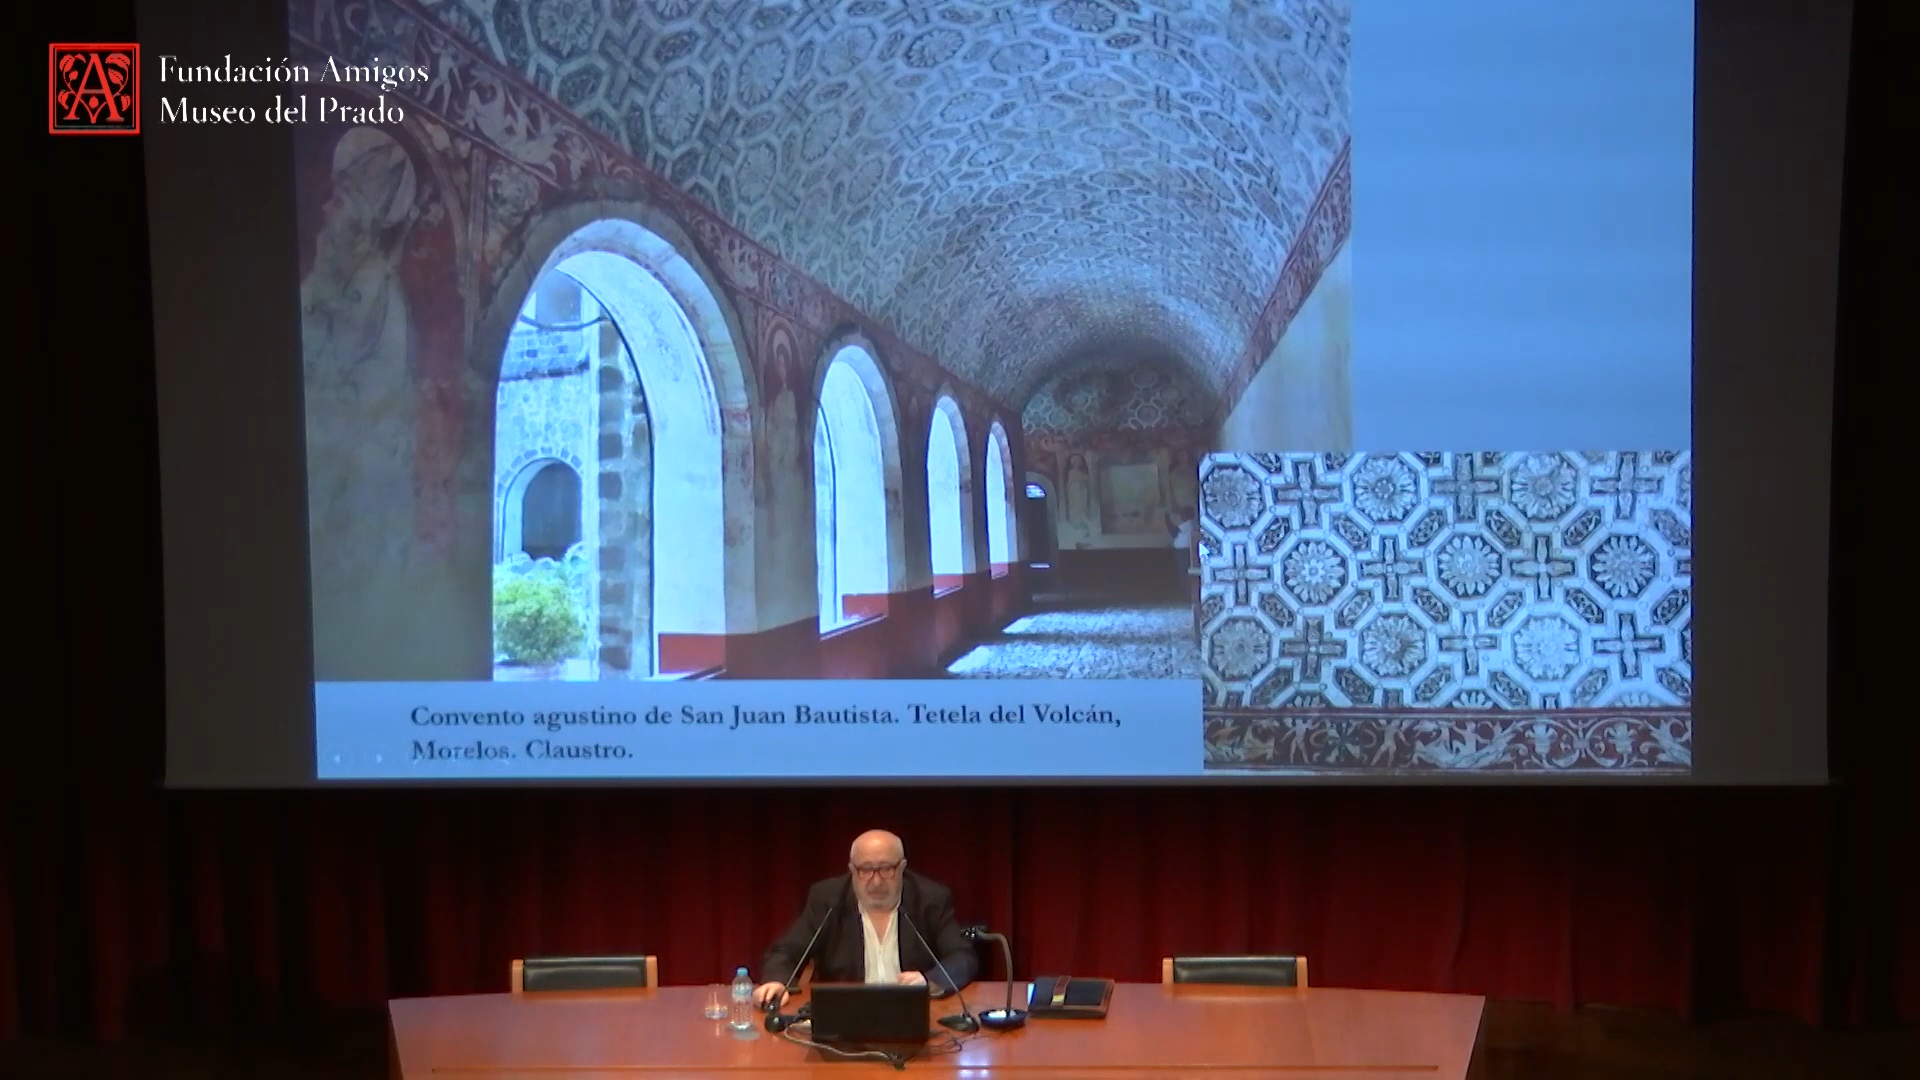 Fundación Amigos
Museo del Prado
Convento agustino de San Juan Bautista. Tetela del Volcán,
Morelos. Claustro.